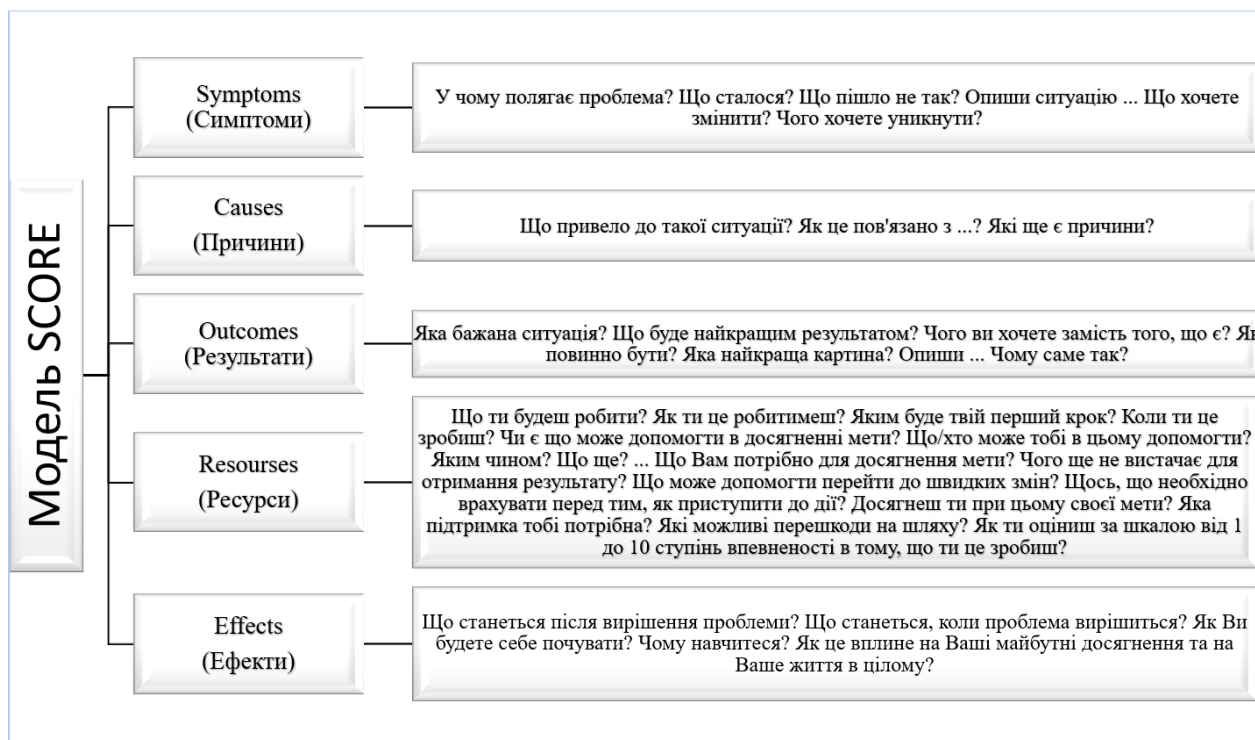 Модель SCORE
Symptoms
(Симптоми)
У чому полягає проблема? Що сталося? Що пішло не так? Опиши ситуацію ... Що хочете
змінити? Чого хочете уникнути?
Causes
(Причини)
Що привело до такої ситуації? Як це пов'язано з ...? Які ще є причини?
Outcomes
(Результати)
Яка бажана ситуація? Що буде найкращим результатом? Чого ви хочете замість того, що є? Як
повинно бути? Яка найкраща картина? Опиши ... Чому саме так?
Resourses
(Ресурси)
Що ти будеш робити? Як ти це робитимеш? Яким буде твій перший крок? Коли ти це
зробиш? Чи є що може допомогти в досягненні мети? Що/хто може тобі в цьому допомогти?
Яким чином? Що ще? ... Що Вам потрібно для досягнення мети? Чого ще не вистачає для
отримання результату? Що може допомогти перейти до швидких змін? Щось, що необхідно
врахувати перед тим, як приступити до дії? Досягнеш ти при цьому своєї мети? Яка
підтримка тобі потрібна? Які можливі перешкоди на шляху? Як ти оціниш за шкалою від 1
до 10 ступінь впевненості в тому, що ти це зробиш?
Effects
(Ефекти)
Що станеться після вирішення проблеми? Що станеться, коли проблема вирішиться? Як Ви
будете себе почувати? Чому навчитеся? Як це вплине на Ваші майбутні досягнення та на
Ваше життя в цілому?